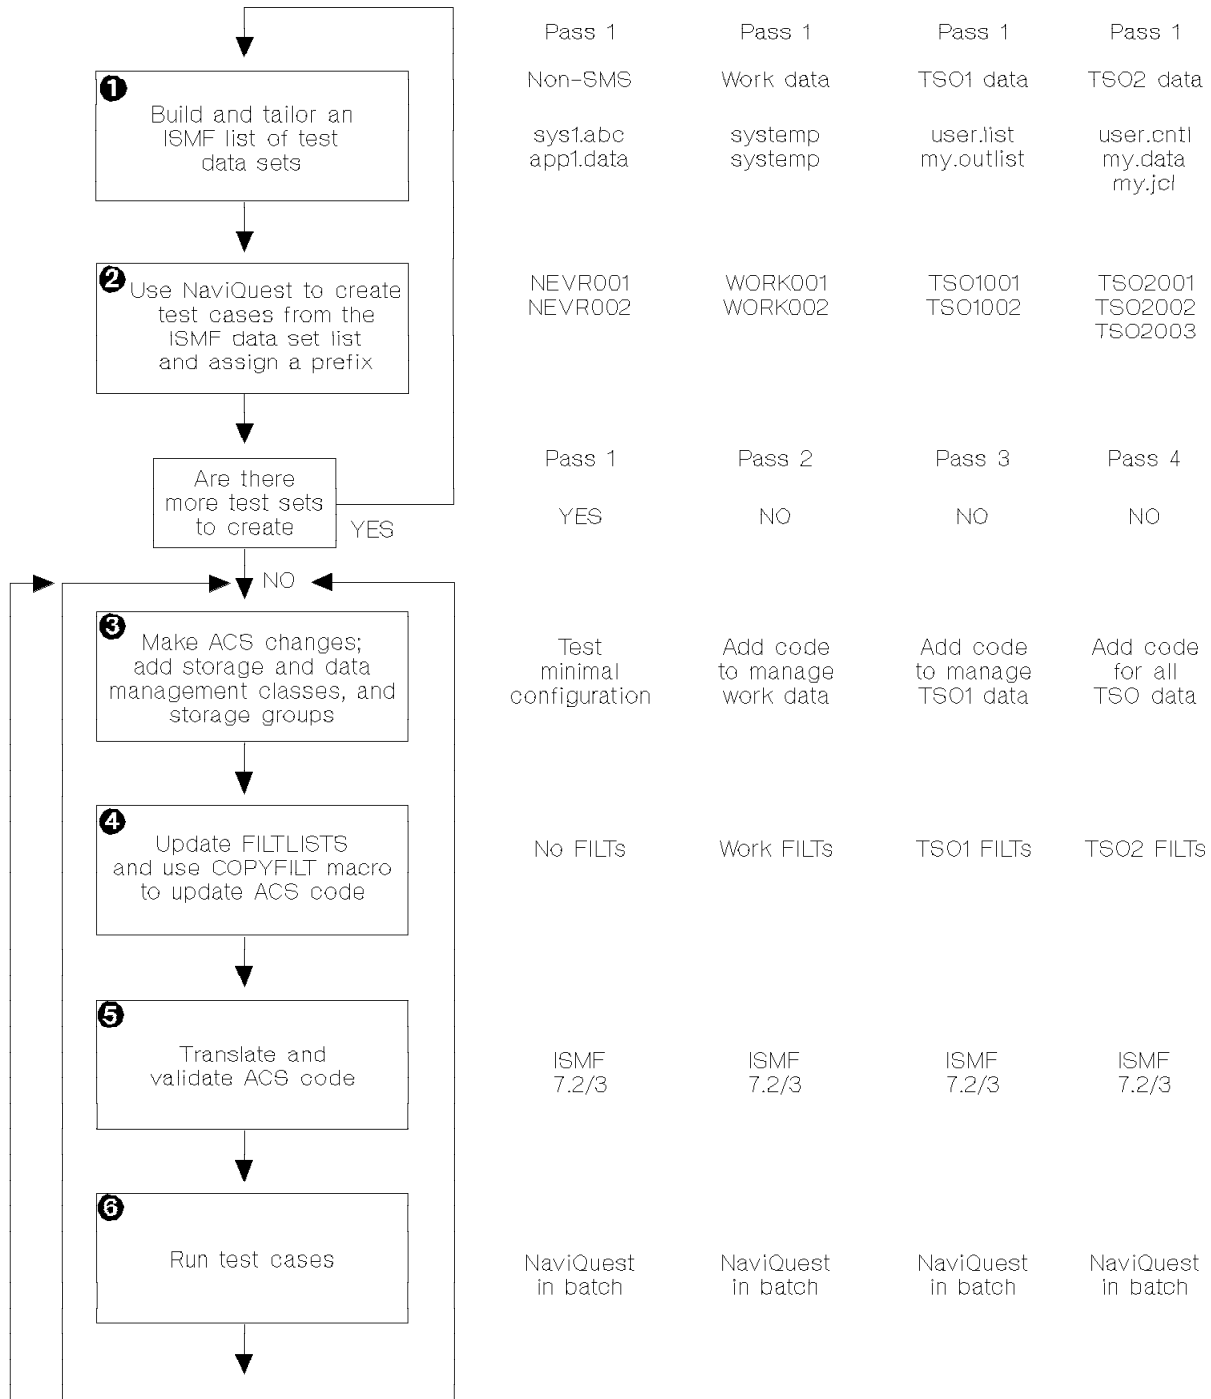 Pass 1 Pass 1 Pass 1 Pass 1
1
Non-SMS Work data TSO1 data TSO2 data
Build and tailor an
ISMF list of test
data sets
sys1.abc systemp user.list user.cntl
app1.data systemp my.outlist my.data
my.jcl
2
Use NaviQuest to create
test cases from the
ISMF data set list
and assign a prefix
NEVR001 WORK001 TSO1001 TSO2001
NEVR002 WORK002 TSO1002 TSO2002
TSO2003
Are there
more test sets
to create
YES
Pass 1 Pass 2 Pass 3 Pass 4
YES NO NO NO
NO
3
Make ACS changes;
add storage and data
management classes, and
storage groups
Test Add code Add code Add code
minimal to manage to manage for all
configuration work data TSO1 data TSO data
4
Update FILTLISTS
and use COPYFILT macro
to update ACS code
No FILTs Work FILTs TSO1 FILTs TSO2 FILTs
5
Translate and
validate ACS code
ISMF ISMF ISMF ISMF
7.2/3 7.2/3 7.2/3 7.2/3
6
Run test cases
NaviQuest NaviQuest NaviQuest NaviQuest
in batch in batch in batch in batch